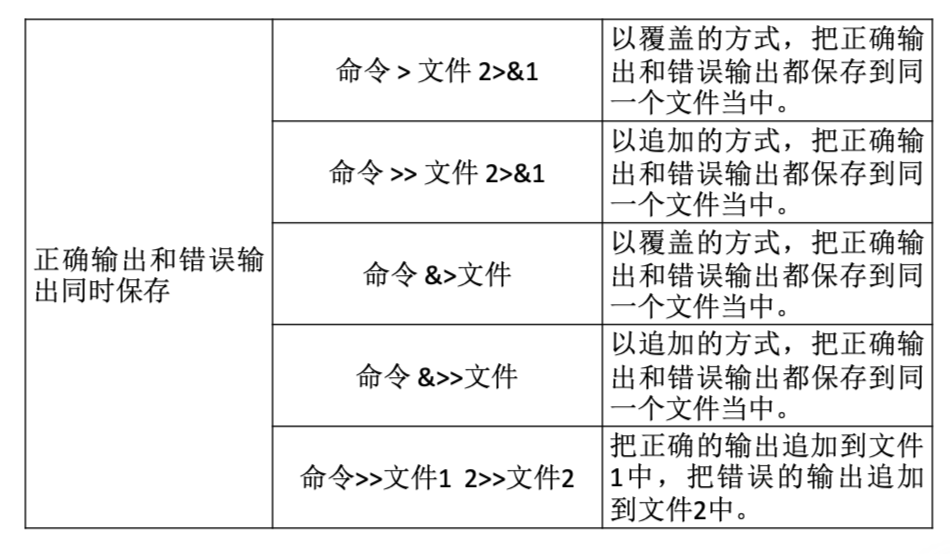 正确输出和错误输
出同时保存
命令 > 文件 2>&1
以覆盖的方式，把正确输
出和错误输出都保存到同
一个文件当中。
命令 >> 文件 2>&1
以追加的方式，把正确输
出和错误输出都保存到同
一个文件当中。
命令 &>文件
以覆盖的方式，把正确输
出和错误输出都保存到同
一个文件当中。
命令 &>>文件
以追加的方式，把正确输
出和错误输出都保存到同
一个文件当中。
命令>>文件1 2>>文件2
把正确的输出追加到文件
1中，把错误的输出追加
到文件2中。